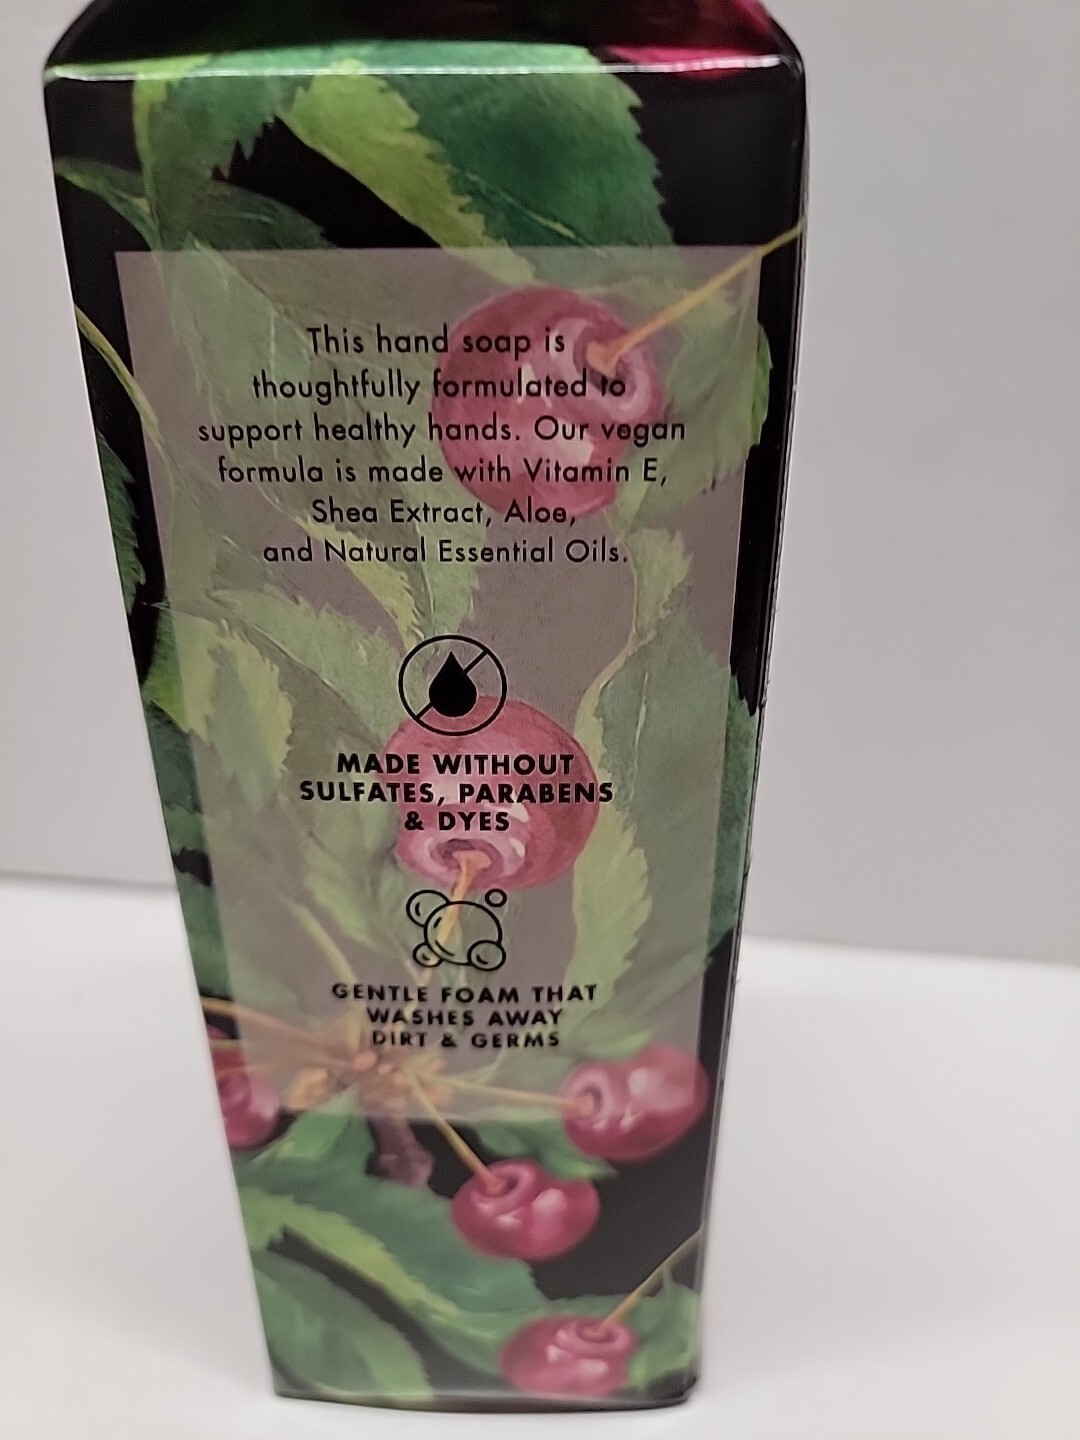 This hand soap is
thoughtfully formulated to
support healthy hands. Our vegan
formula is made with Vitamin E,
Shea Extract, Aloe,
and Natural Essential Oils.
MADE WITHOUT
SULFATES, PARABENS
& DYES
GENTLE FOAM THAT
WASHES AWAY
DIRT & GERMS